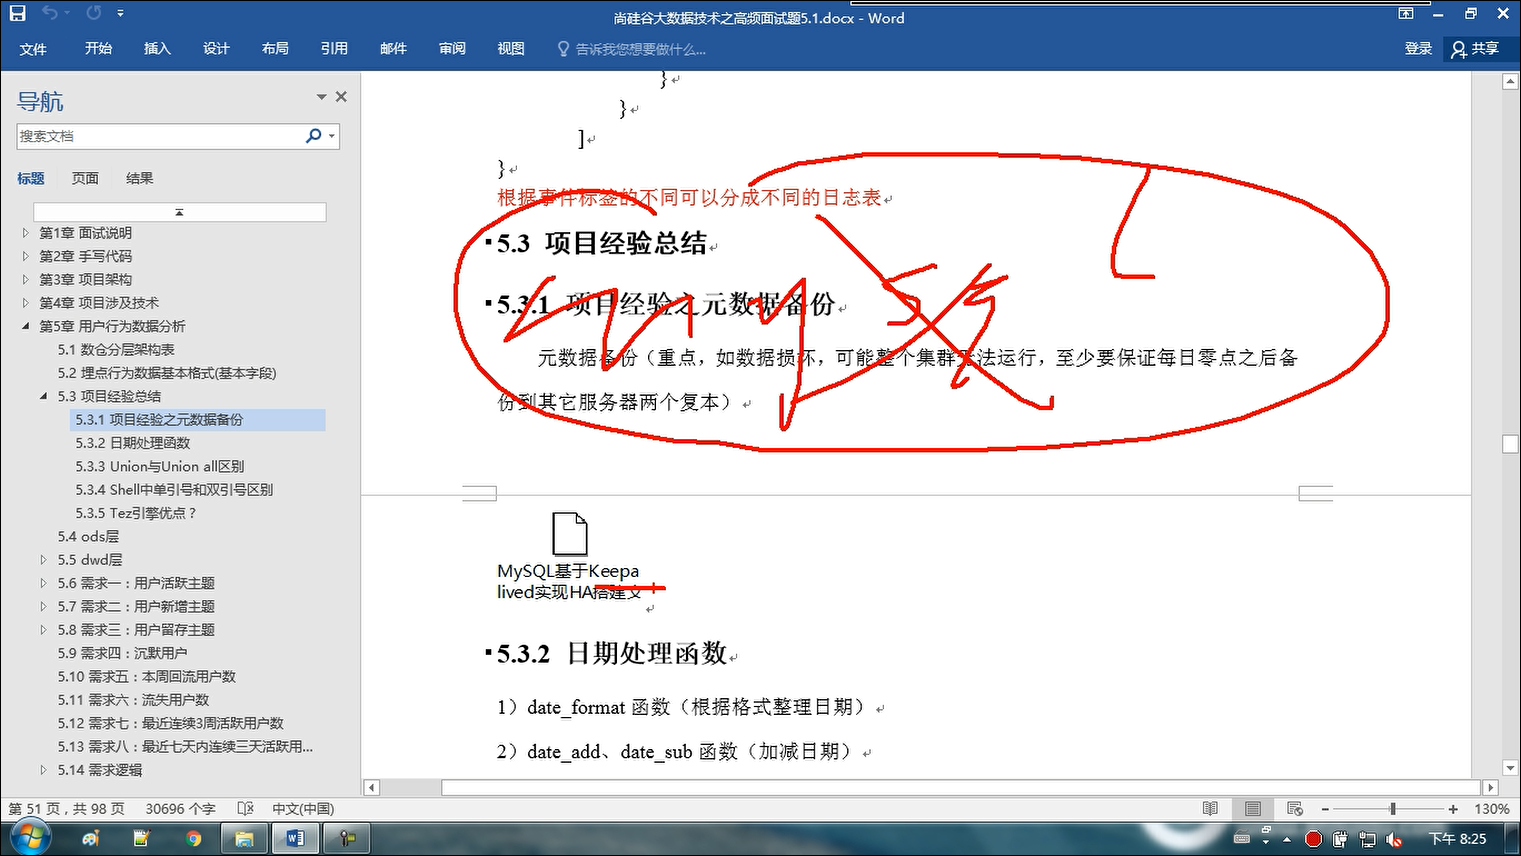 尚硅谷大数据技术之高频面试题5.1.docx - Word
文件 开始 插入 设计 布局 引用 邮件 审阅 视图 告诉我您想要做什么... 登录 共享
导航
搜索文档
标题 页面 结果
第1章 面试说明
第2章 手写代码
第3章 项目架构
第4章 项目涉及技术
第5章 用户行为数据分析
5.1 数仓分层架构表
5.2 埋点行为数据基本格式(基本字段)
5.3 项目经验总结
5.3.1 项目经验之元数据备份
5.3.2 日期处理函数
5.3.3 Union与Union all区别
5.3.4 Shell中单引号和双引号区别
5.3.5 Tez引擎优点？
5.4 ods层
5.5 dwd层
5.6 需求一：用户活跃主题
5.7 需求二：用户新增主题
5.8 需求三：用户留存主题
5.9 需求四：沉默用户
5.10 需求五：本周回流用户数
5.11 需求六：流失用户数
5.12 需求七：最近连续3周活跃用户数
5.13 需求八：最近七天内连续三天活跃用...
5.14 需求逻辑
}
}
]
}
根据事件标签的不同可以分成不同的日志表
5.3 项目经验总结
5.3.1 项目经验之元数据备份
元数据备份（重点，如数据损坏，可能整个集群无法运行，至少要保证每日零点之后备
份到其它服务器两个复本）
MySQL基于Keepa
lived实现HA搭建文
5.3.2 日期处理函数
1）date_format 函数（根据格式整理日期）
2）date_add、date_sub 函数（加减日期）
第 51 页，共 98 页 30696 个字 中文(中国) 130%
下午 8:25